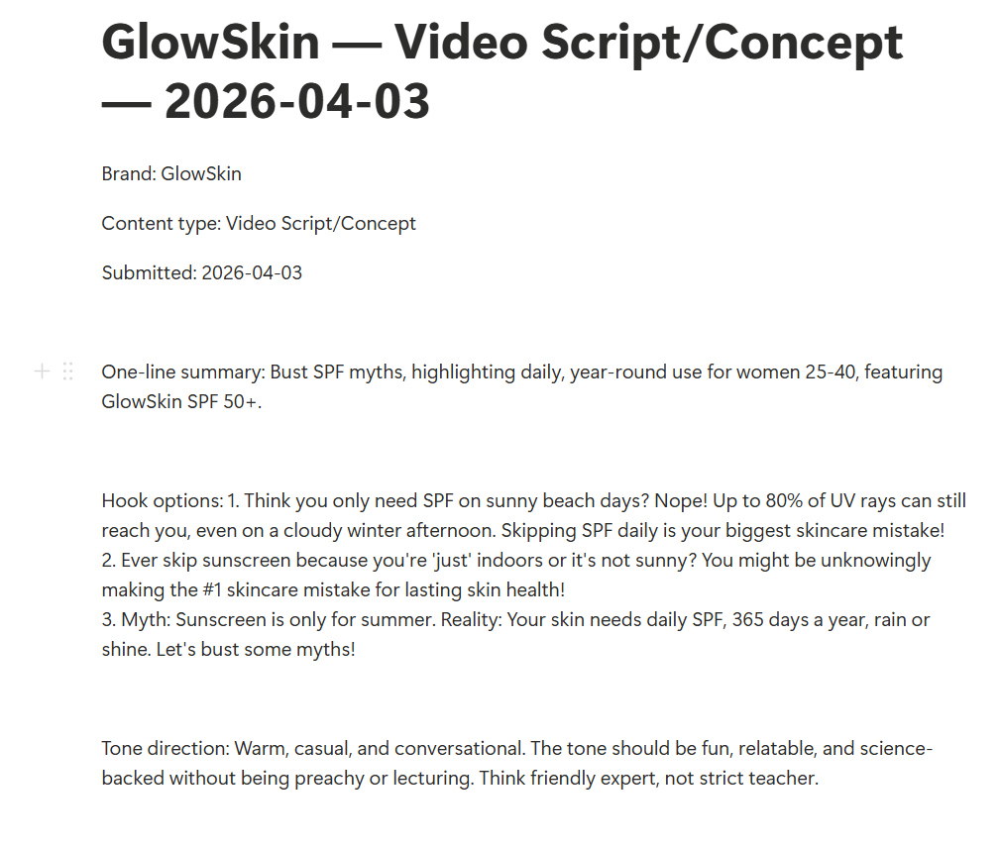 GlowSkin — Video Script/Concept
— 2026-04-03
Brand: GlowSkin
Content type: Video Script/Concept
Submitted: 2026-04-03
One-line summary: Bust SPF myths, highlighting daily, year-round use for women 25-40, featuring
GlowSkin SPF 50+.
Hook options: 1. Think you only need SPF on sunny beach days? Nope! Up to 80% of UV rays can still
reach you, even on a cloudy winter afternoon. Skipping SPF daily is your biggest skincare mistake!
2. Ever skip sunscreen because you're 'just' indoors or it's not sunny? You might be unknowingly
making the #1 skincare mistake for lasting skin health!
3. Myth: Sunscreen is only for summer. Reality: Your skin needs daily SPF, 365 days a year, rain or
shine. Let's bust some myths!
Tone direction: Warm, casual, and conversational. The tone should be fun, relatable, and science-
backed without being preachy or lecturing. Think friendly expert, not strict teacher.